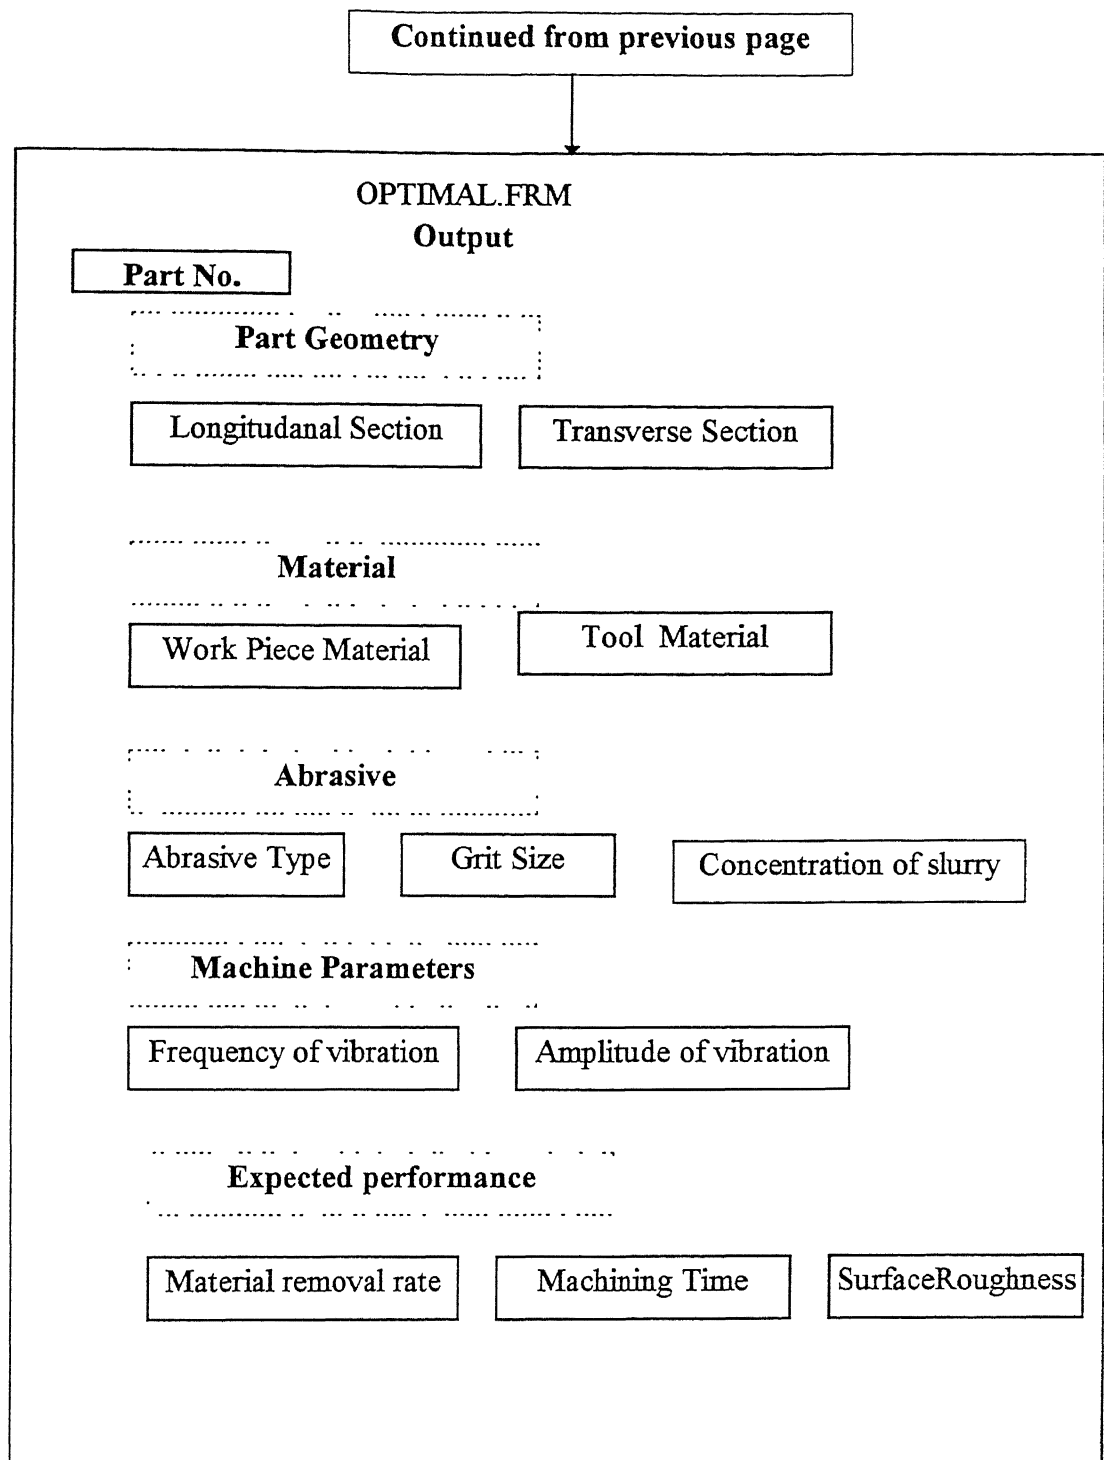 Continued from previous page
OPTIMAL.FRM
Output
Part No.
Part Geometry
Longitudanal Section
Transverse Section
Material
Work Piece Material
Tool Material
Abrasive
Abrasive Type
Grit Size
Concentration of slurry
Machine Parameters
Frequency of vibration
Amplitude of vibration
Expected performance
Material removal rate
Machining Time
SurfaceRoughness